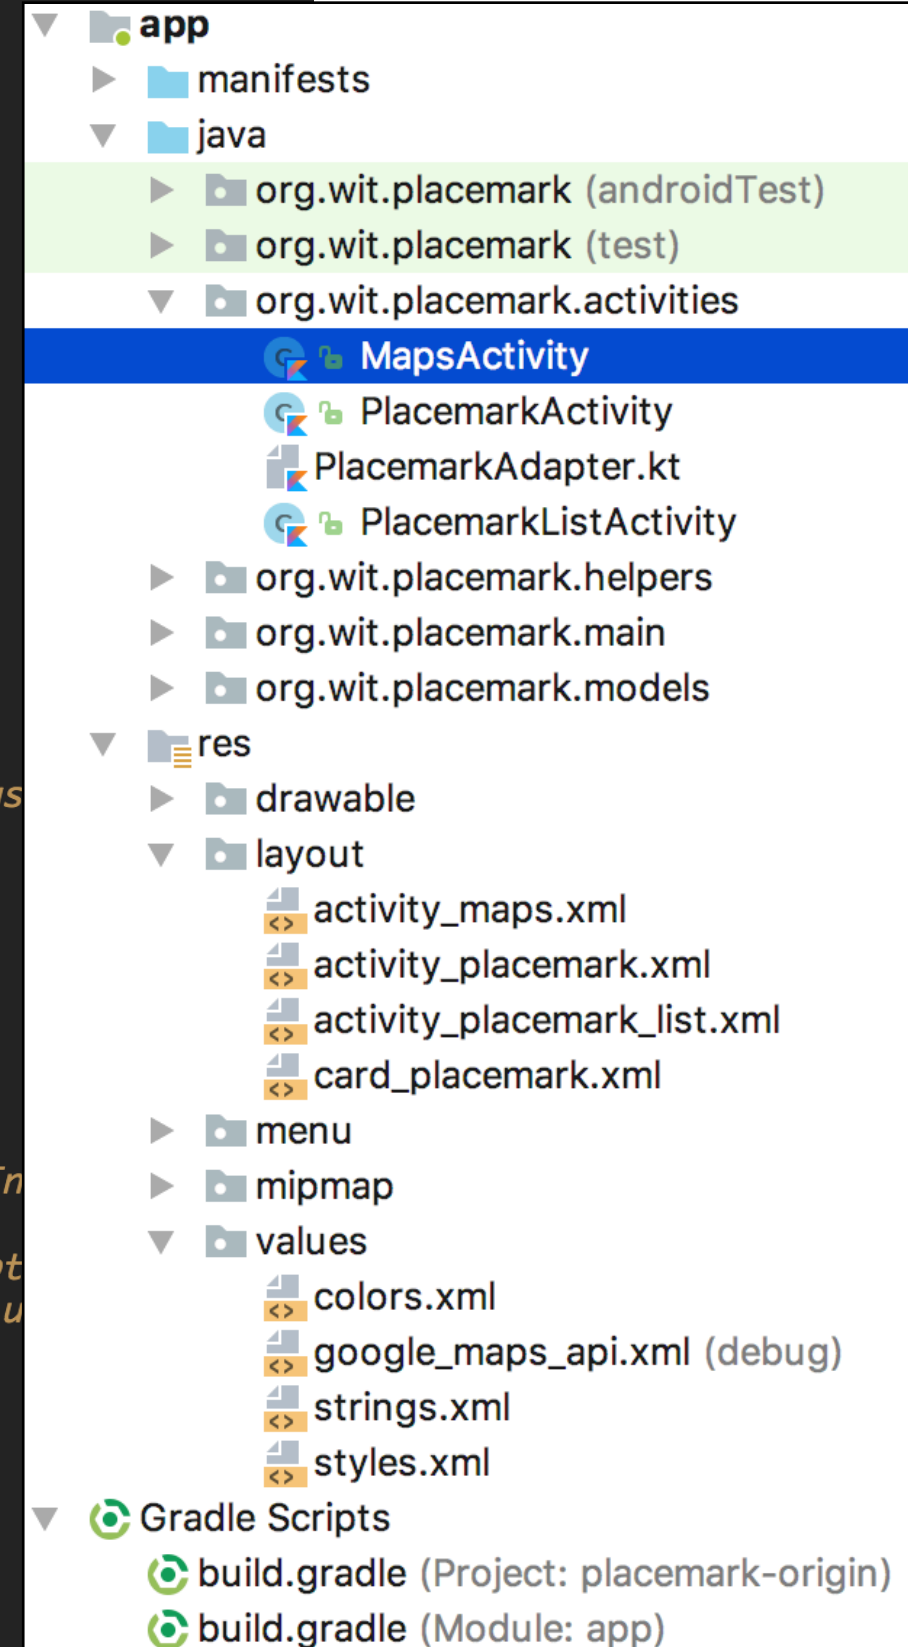 app
manifests
java
org.wit.placemark (androidTest)
org.wit.placemark (test)
org.wit.placemark.activities
MapsActivity
PlacemarkActivity
PlacemarkAdapter.kt
PlacemarkListActivity
org.wit.placemark.helpers
org.wit.placemark.main
org.wit.placemark.models
res
drawable
layout
activity_maps.xml
activity_placemark.xml
activity_placemark_list.xml
card_placemark.xml
menu
mipmap
values
colors.xml
google_maps_api.xml (debug)
strings.xml
styles.xml
Gradle Scripts
build.gradle (Project: placemark-origin)
build.gradle (Module: app)